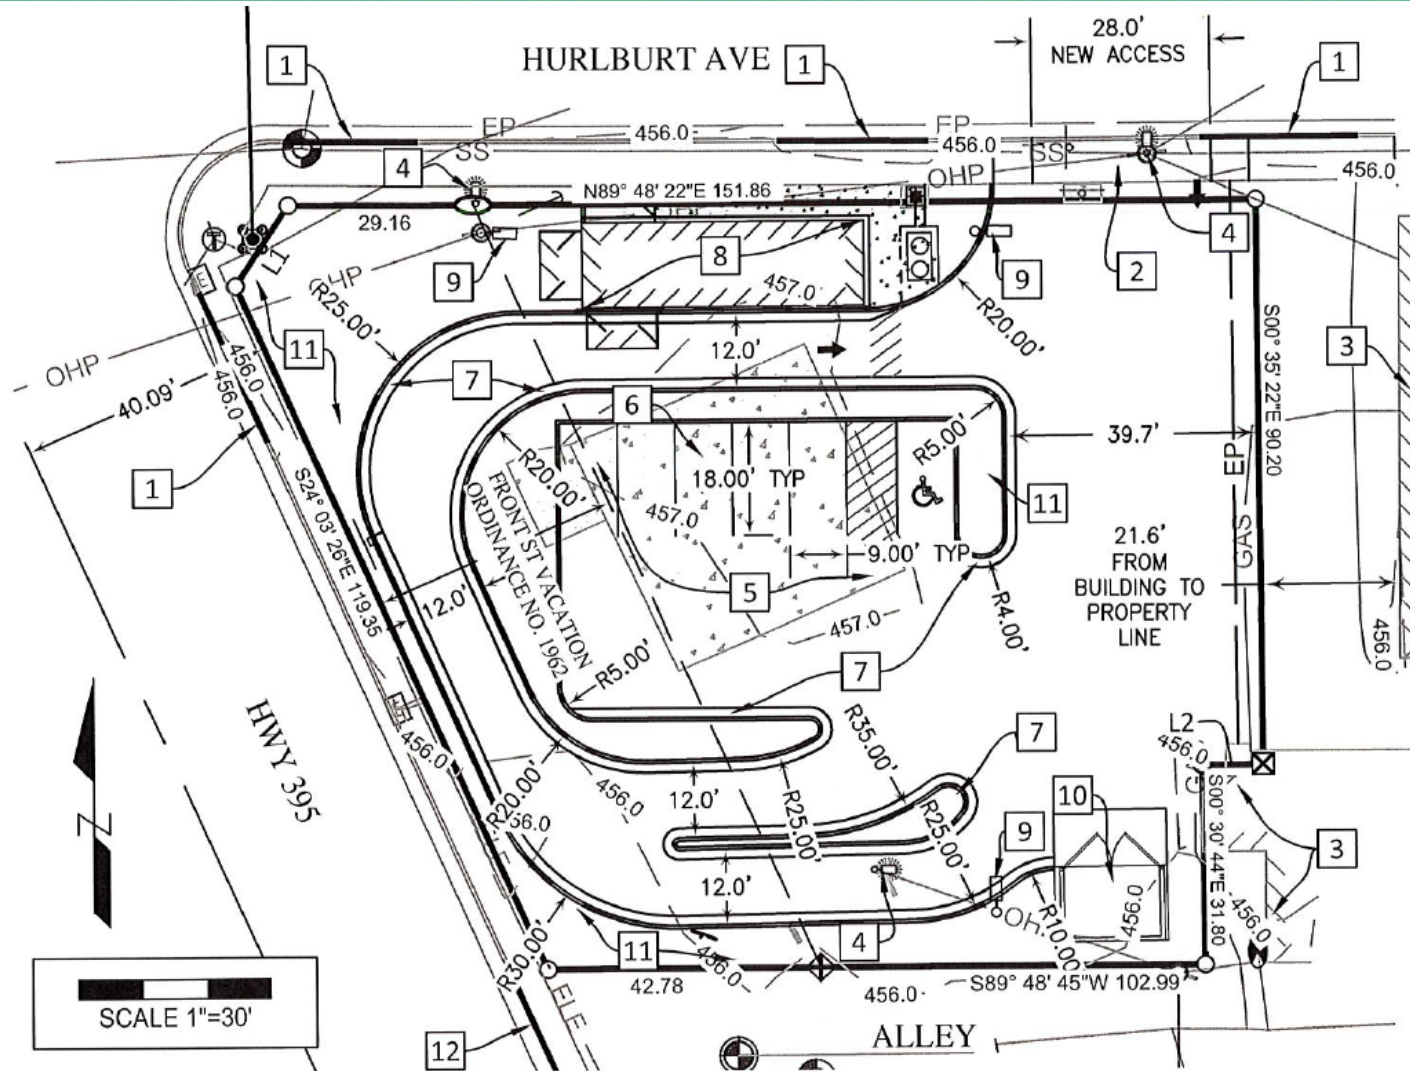 28.0'
NEW ACCESS
HURLBURT AVE
1
1
1
EP
456.0
EP
456.0
SS
SS
456.0
4
OHP
N89° 48' 22"E 151.86
29.16
4
2
L1
OHP
9
8
9
457.0
R25.00'
R20.00'
S00° 35' 22"E 90.20
11
12.0'
3
OHP
456.0
456.0
40.09'
7
6
R5.00'
39.7'
EP
R20.00'
18.00' TYP
11
1
S24° 03' 26"E 119.35
FRONT ST VACATION
ORDINANCE NO. 1962
457.0
9.00' TYP
GAS
21.6'
FROM
BUILDING TO
PROPERTY
LINE
12.0'
5
R4.00'
457.0
456.0
R5.00'
7
HWY 395
456.0
R35.00'
7
L2
456.0
R20.00'
456.0
456.0
12.0'
R25.00'
R25.00'
10
9
S00° 30' 44"E 31.80
3
12.0'
4
456.0
456.0
R10.00'
R30.00'
11
456.0
42.78
456.0
S89° 48' 45"W 102.99
Z
SCALE 1"=30'
12
ALLEY